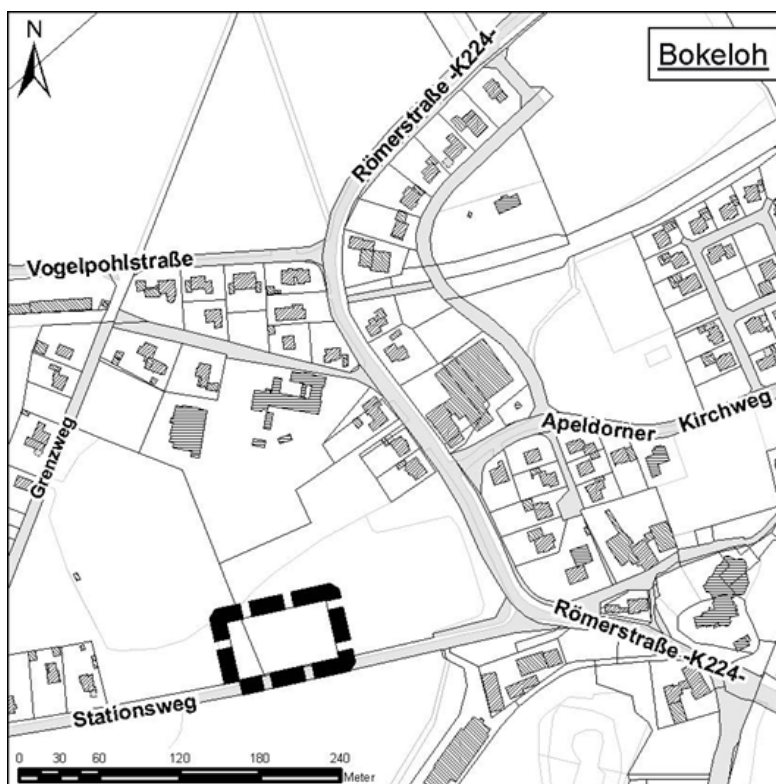 N
Bokeloh
Römerstraße -K224-
Vogelpohlstraße
Grenzweg
Apeldorner Kirchweg
Römerstraße -K224-
Stationsweg
0 30 60 120 180 240
Meter